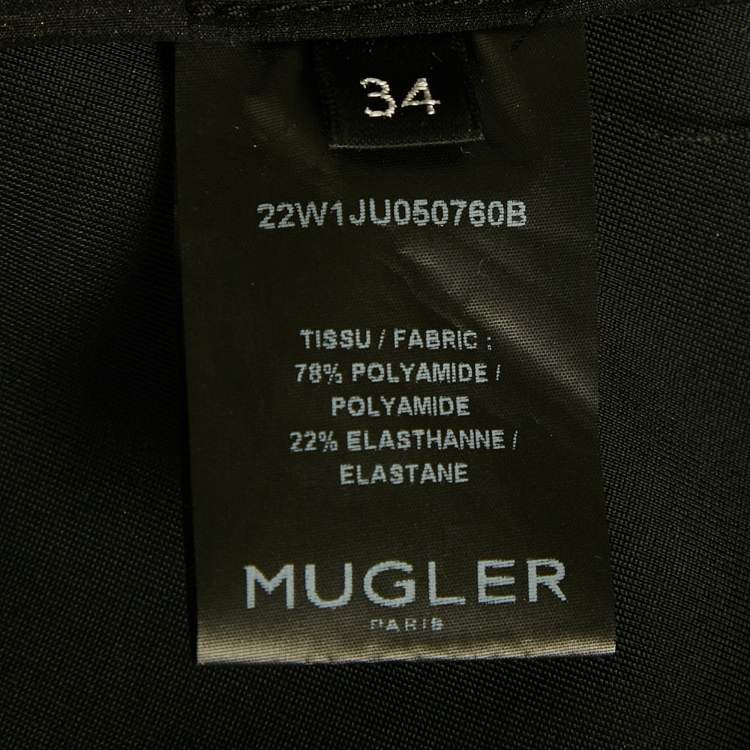 34
22W1JU050760B
TISSU / FABRIC :
78% POLYAMIDE /
POLYAMIDE
22% ELASTHANNE /
ELASTANE
MUGLER
PARIS